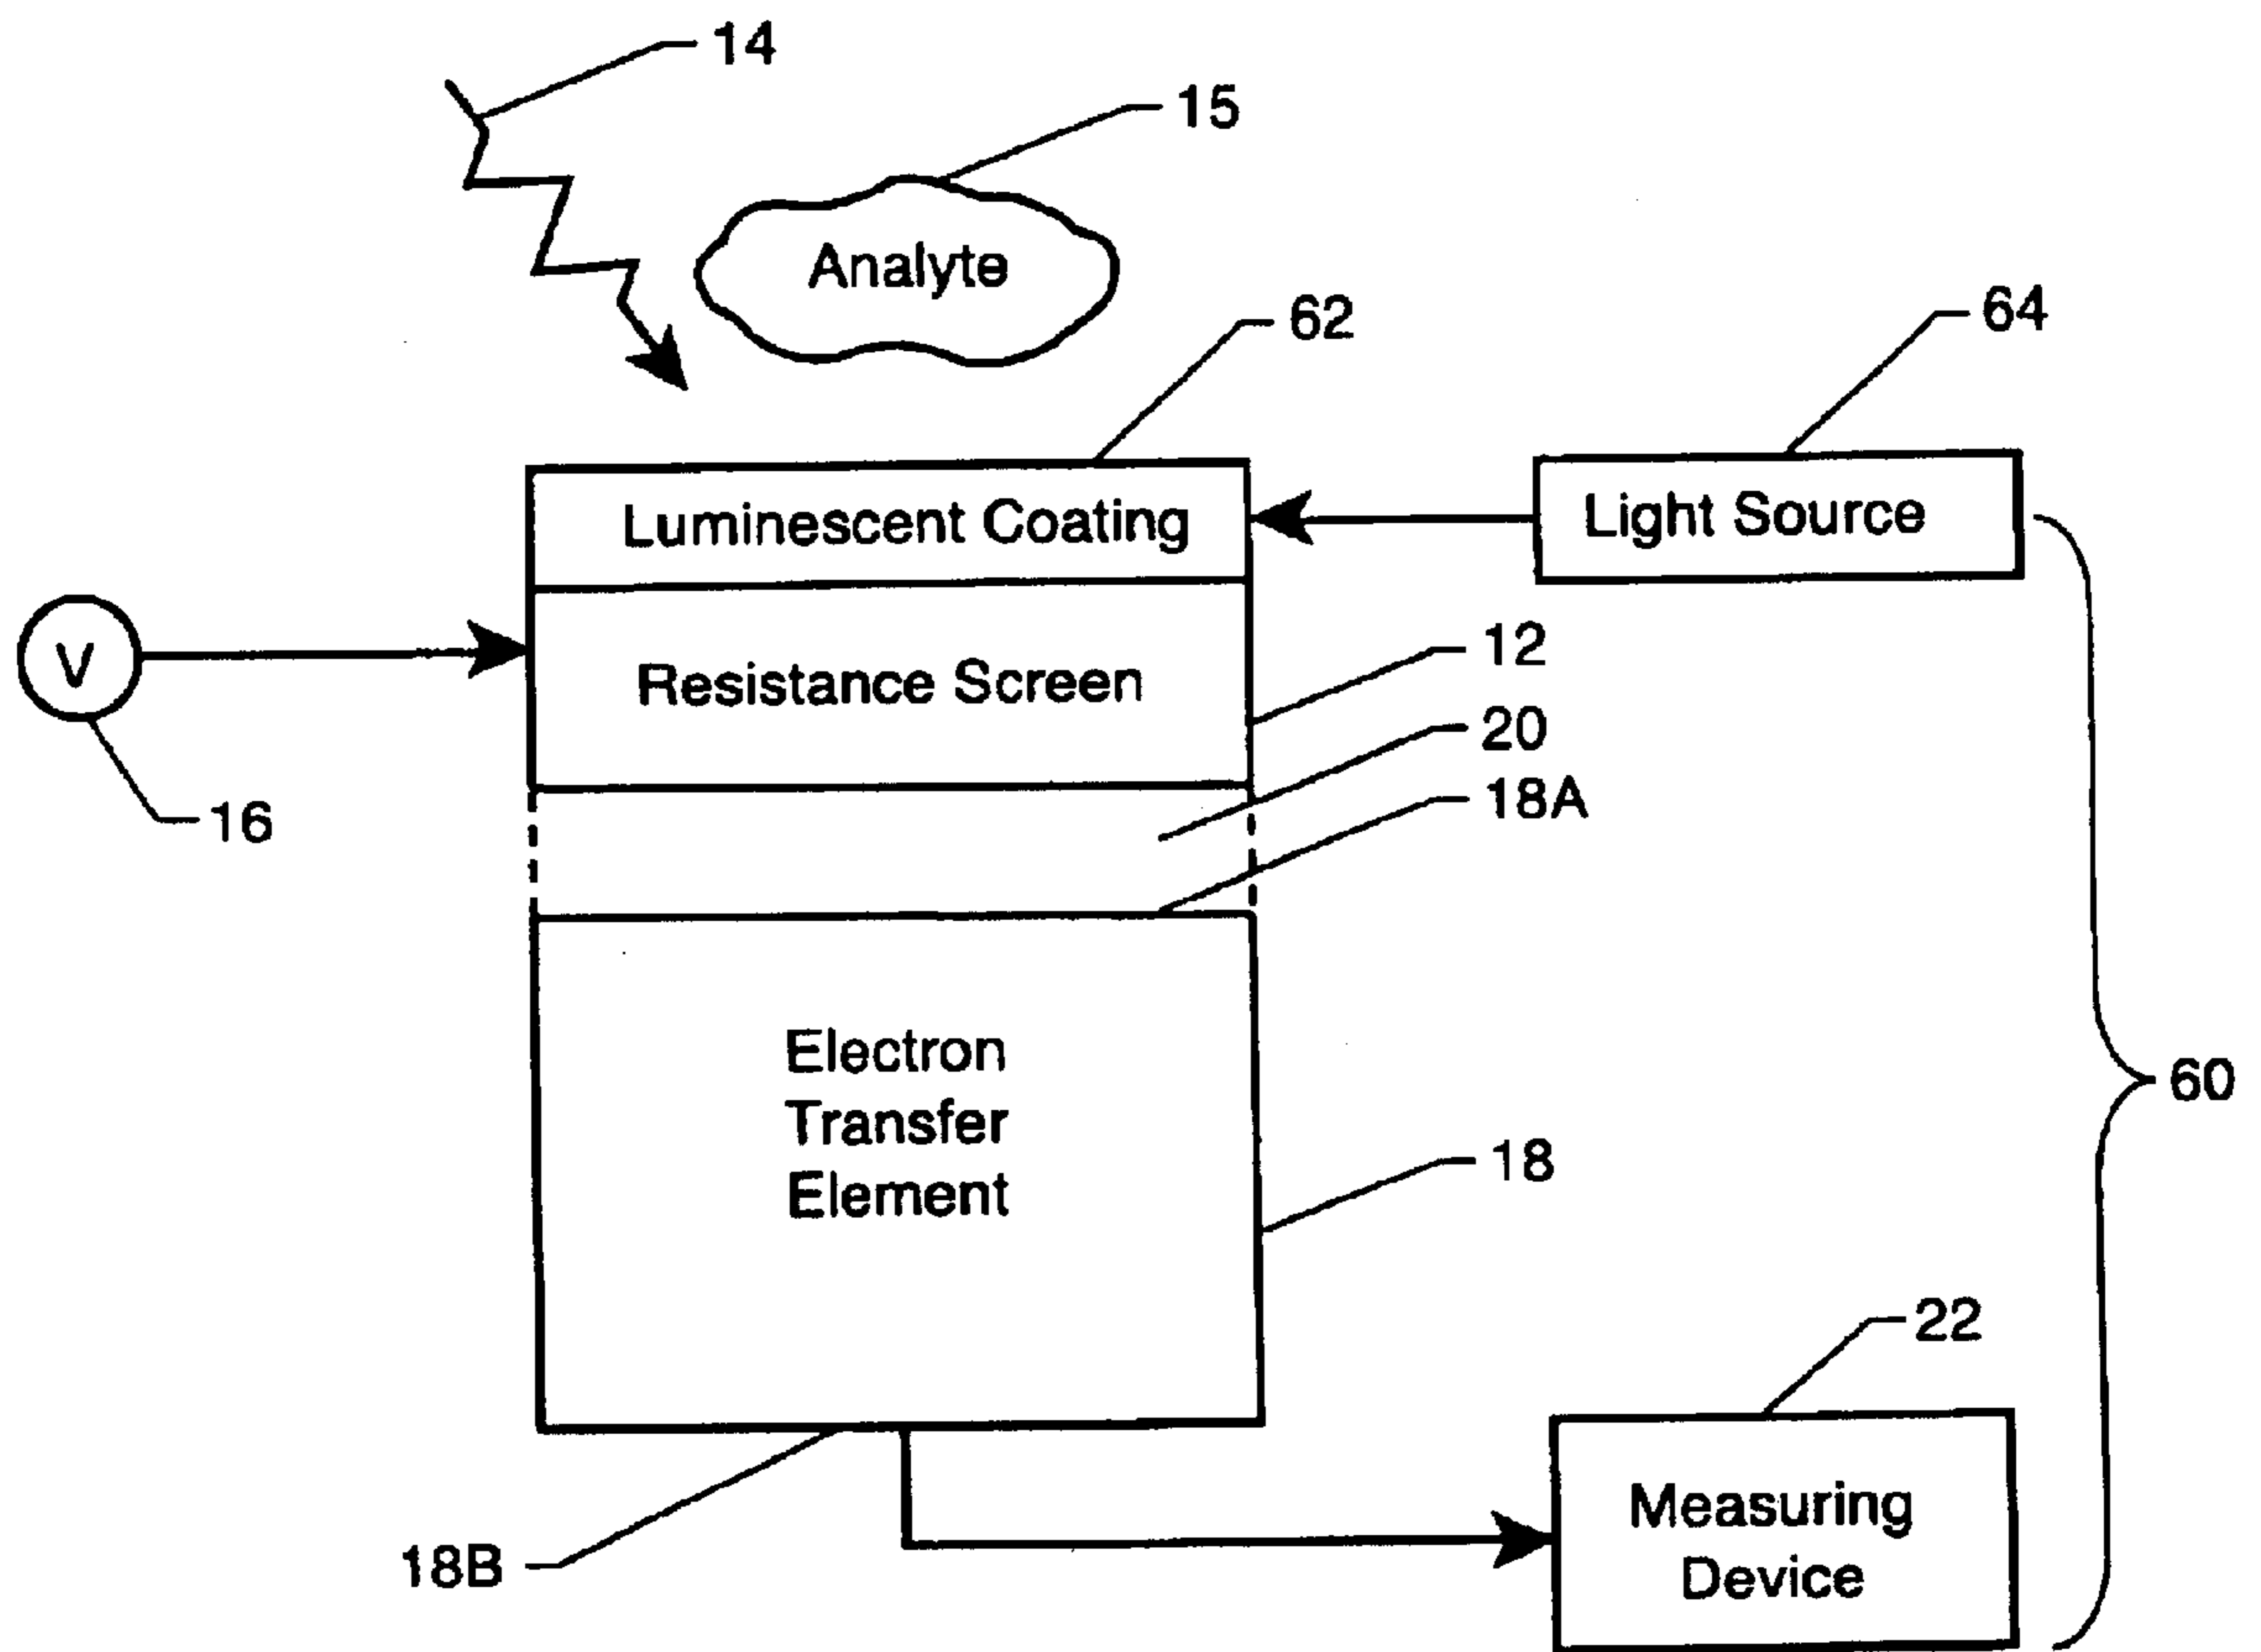 14
15
Analyte
62
64
Luminescent Coating
Light Source
V
Resistance Screen
12
20
18A
16
Electron
Transfer
Element
60
18
22
Measuring
Device
18B